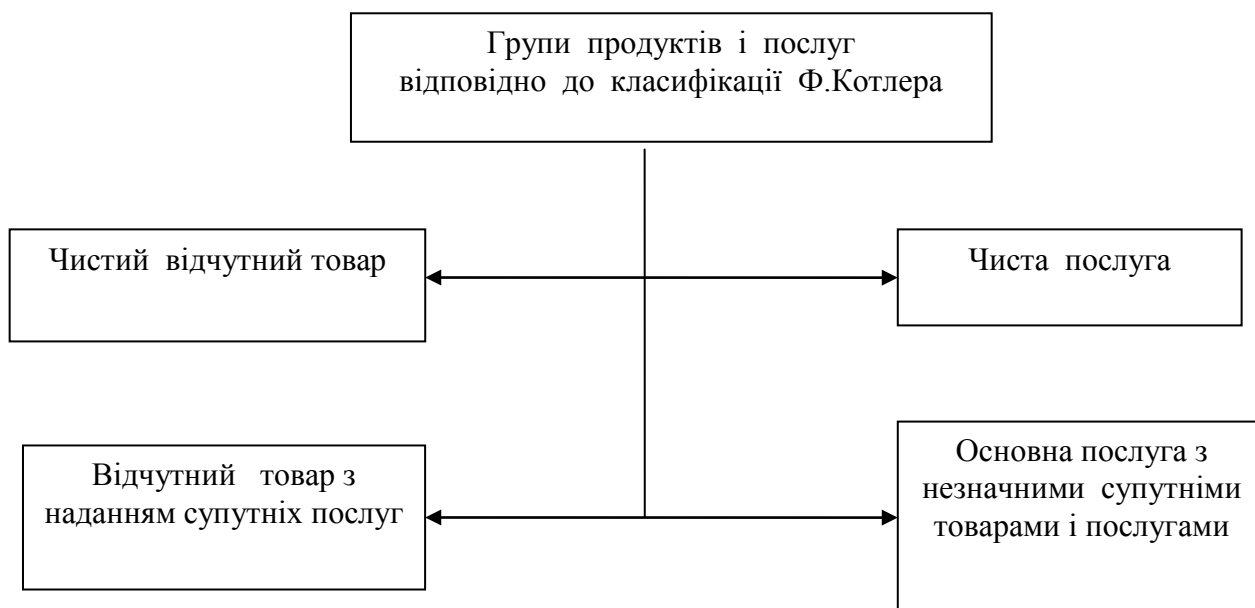 Групи продуктів і послуг
відповідно до класифікації Ф.Котлера
Чистий відчутний товар
Чиста послуга
Відчутний товар з
наданням супутніх послуг
Основна послуга з
незначними супутніми
товарами і послугами